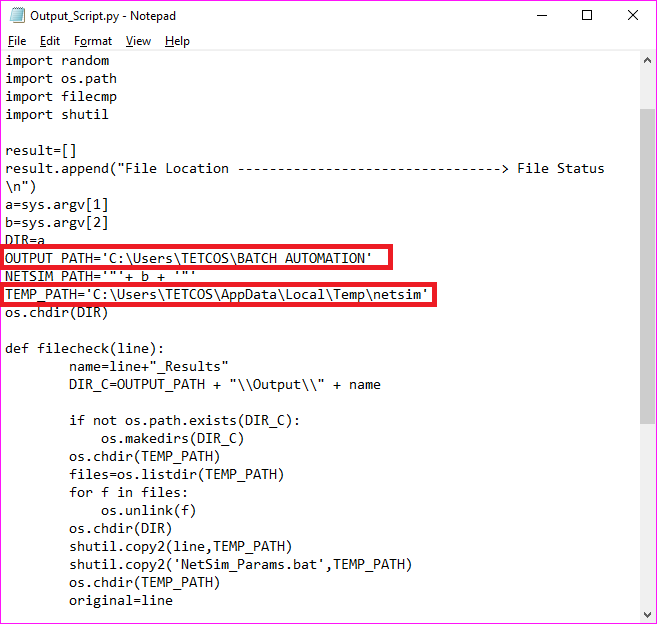 Output_Script.py - Notepad
File Edit Format View Help
import random
import os.path
import filecmp
import shutil
result=[]
result.append("File Location ---------------------------------> File Status
\n")
a=sys.argv[1]
b=sys.argv[2]
DIR=a
OUTPUT_PATH='C:\Users\TETCOS\BATCH AUTOMATION'
NETSIM_PATH='"'+ b + '"'
TEMP_PATH='C:\Users\TETCOS\AppData\Local\Temp\netsim'
os.chdir(DIR)
def filecheck(line):
        name=line+"_Results"
        DIR_C=OUTPUT_PATH + "\\Output\\" + name
        if not os.path.exists(DIR_C):
            os.makedirs(DIR_C)
        os.chdir(TEMP_PATH)
        files=os.listdir(TEMP_PATH)
        for f in files:
            os.unlink(f)
        os.chdir(DIR)
        shutil.copy2(line,TEMP_PATH)
        shutil.copy2('NetSim_Params.bat',TEMP_PATH)
        os.chdir(TEMP_PATH)
        original=line